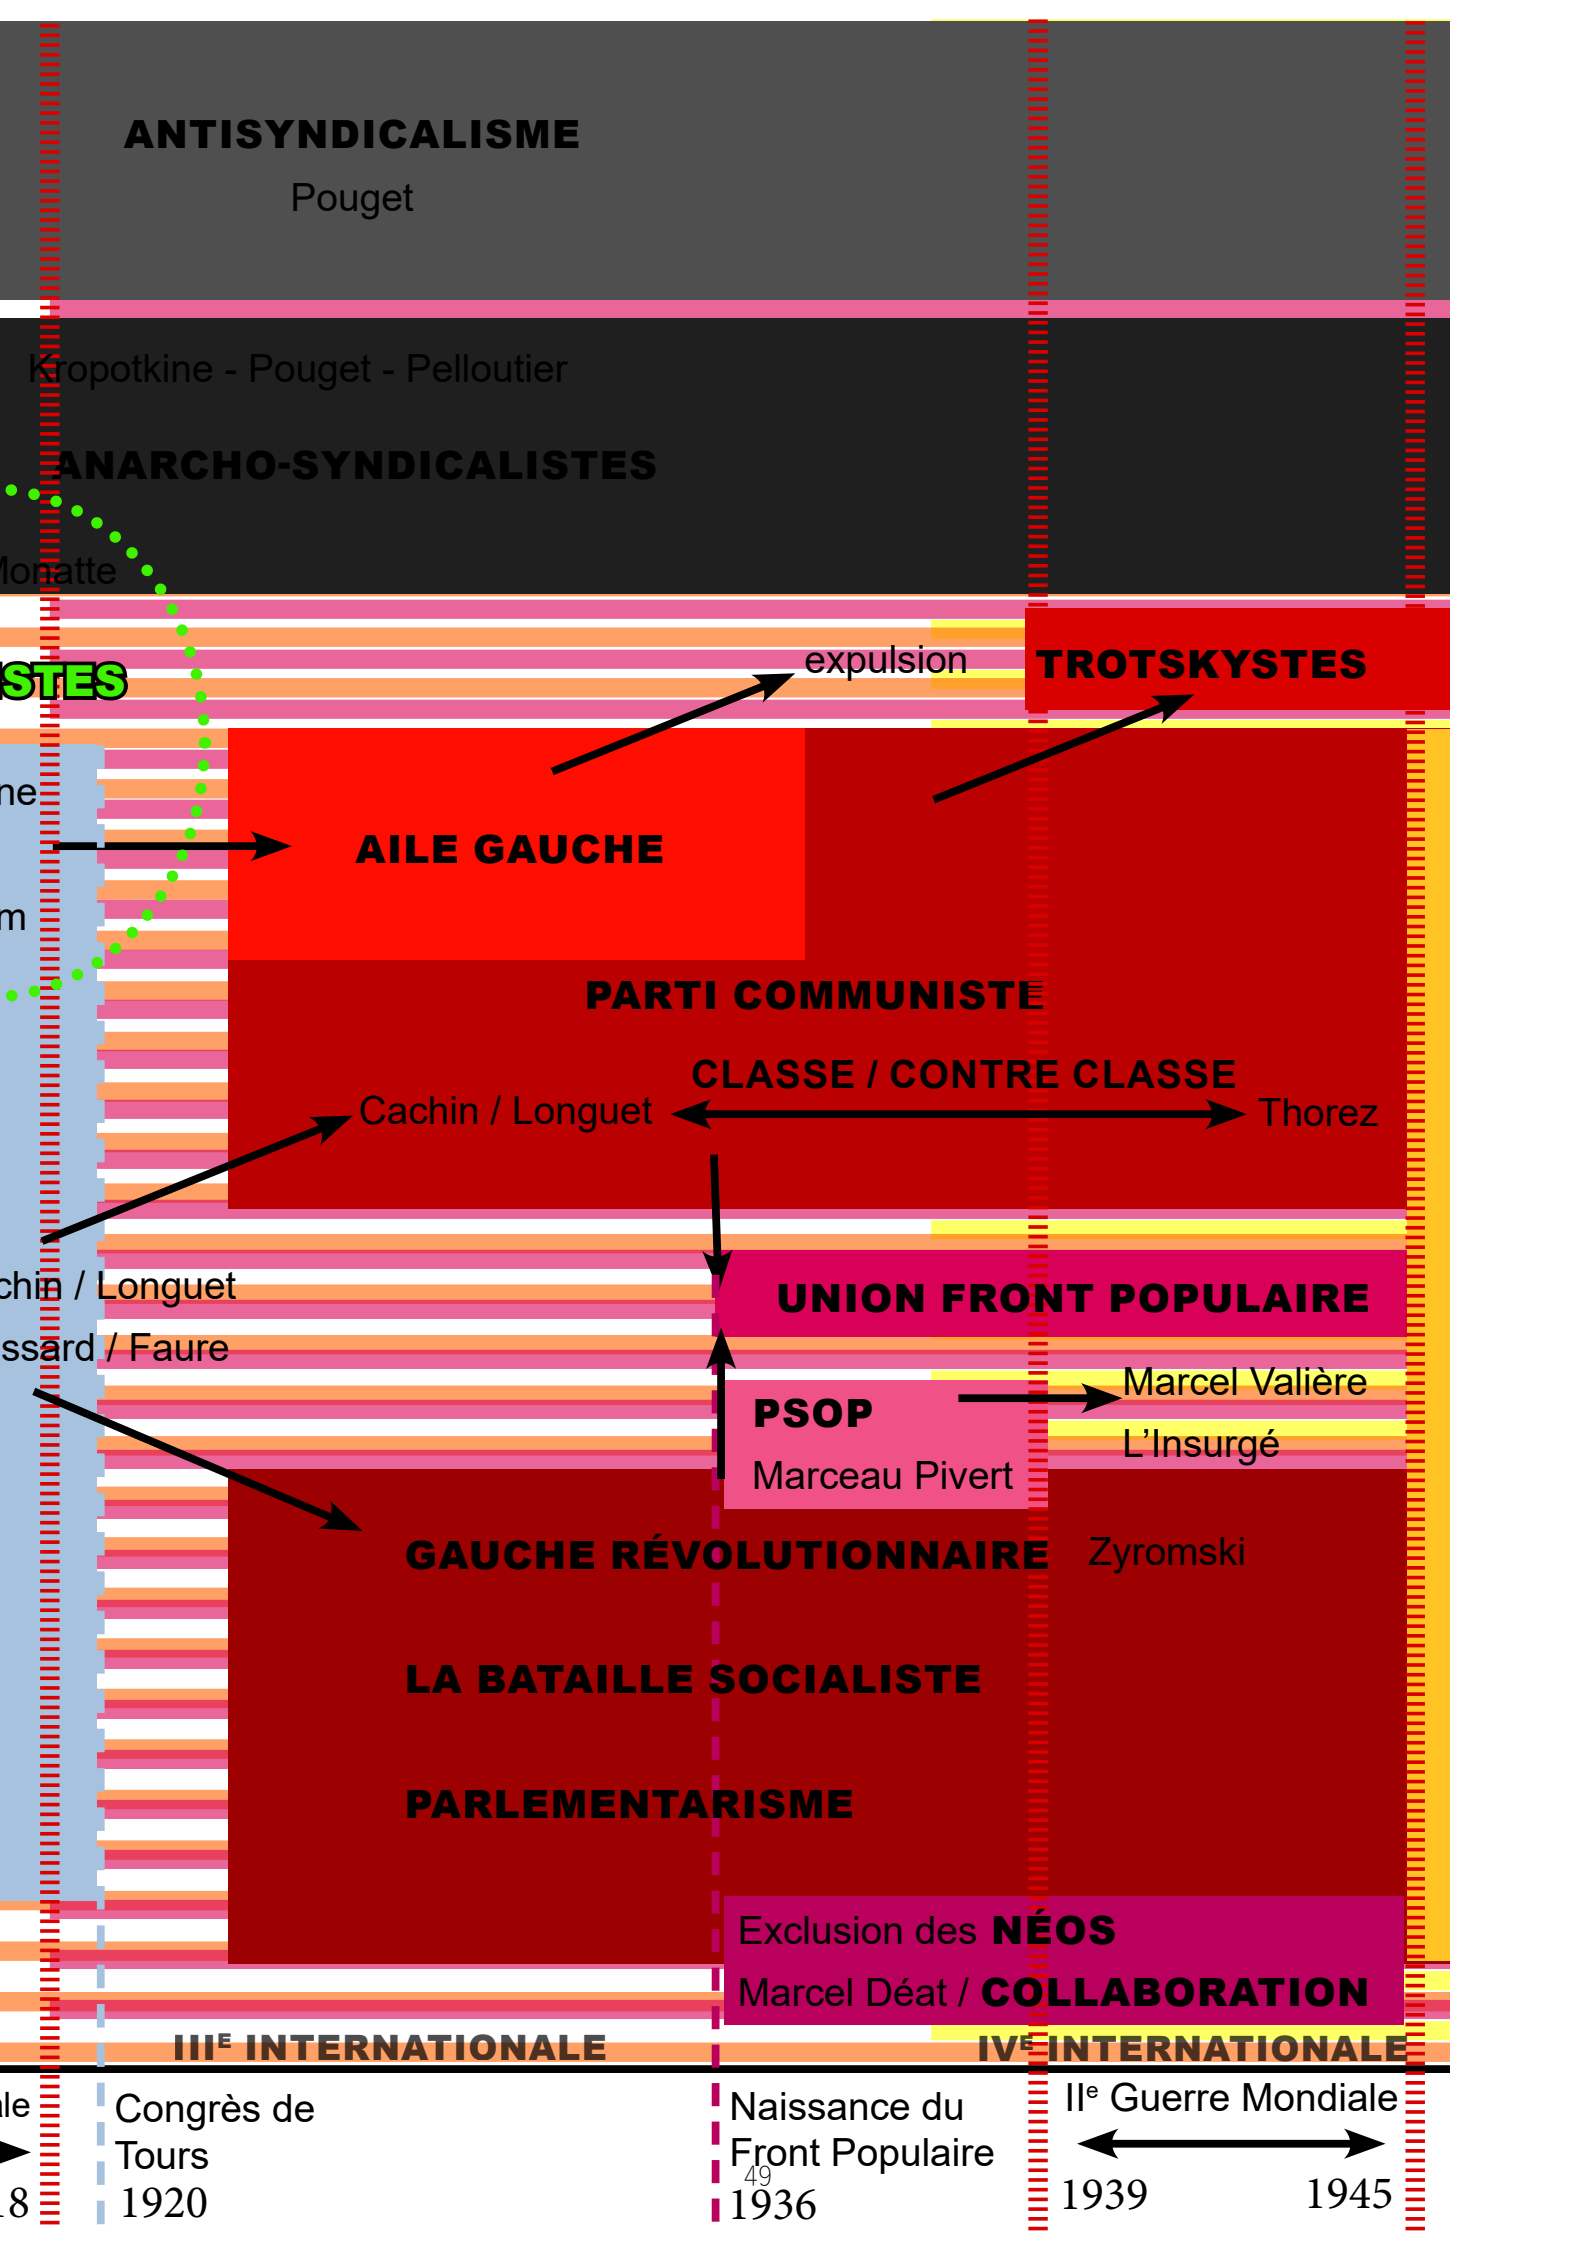 ANTISYNDICALISME
Pouget
Kropotkine - Pouget - Pelloutier
ANARCHO-SYNDICALISTES
Monatte
expulsion
TROTSKYSTES
STES
ne
AILE GAUCHE
m
PARTI COMMUNISTE
CLASSE / CONTRE CLASSE
Cachin / Longuet
Thorez
chin / Longuet
UNION FRONT POPULAIRE
ssard / Faure
Marcel Valière
PSOP
L’Insurgé
Marceau Pivert
GAUCHE RÉVOLUTIONNAIRE
Zyromski
LA BATAILLE SOCIALISTE
PARLEMENTARISME
Exclusion des NÉOS
Marcel Déat / COLLABORATION
IIIE INTERNATIONALE
IVE INTERNATIONALE
ale
Congrès de
Tours
1920
Naissance du
Front Populaire
49
1936
IIe Guerre Mondiale
1939
1945
18